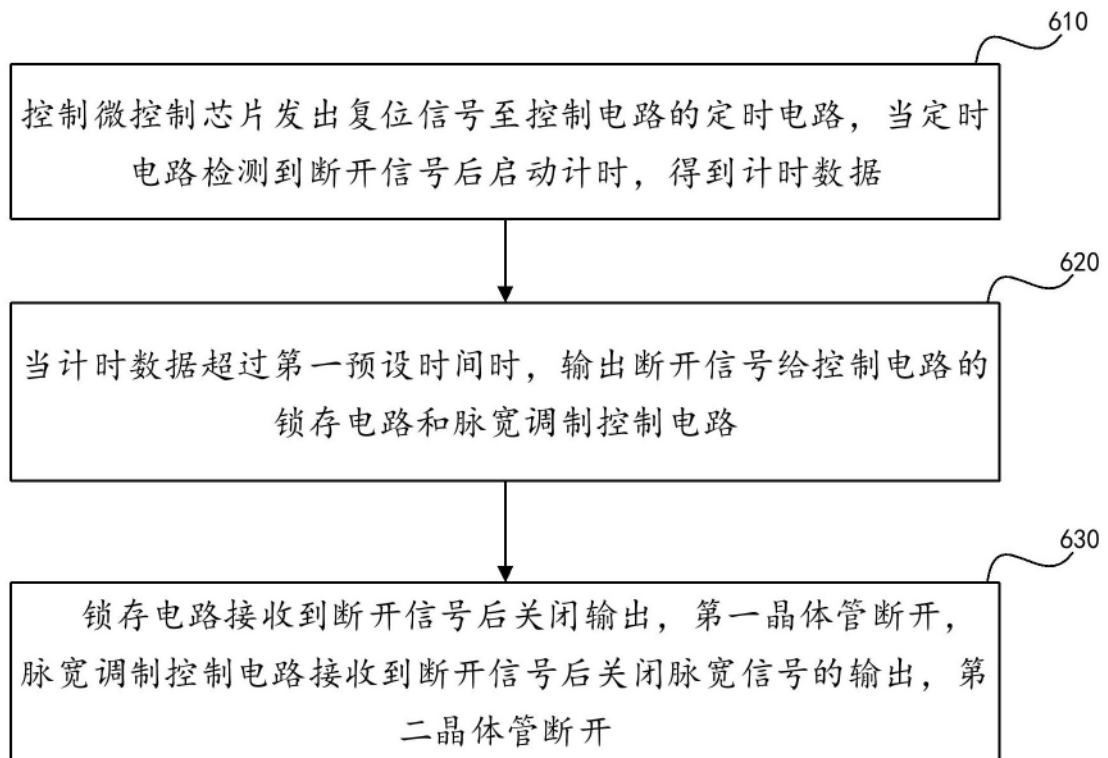 610
控制微控制芯片发出复位信号至控制电路的定时电路，当定时
电路检测到断开信号后启动计时，得到计时数据
620
当计时数据超过第一预设时间时，输出断开信号给控制电路的
锁存电路和脉宽调制控制电路
630
锁存电路接收到断开信号后关闭输出，第一晶体管断开，
脉宽调制控制电路接收到断开信号后关闭脉宽信号的输出，第
二晶体管断开